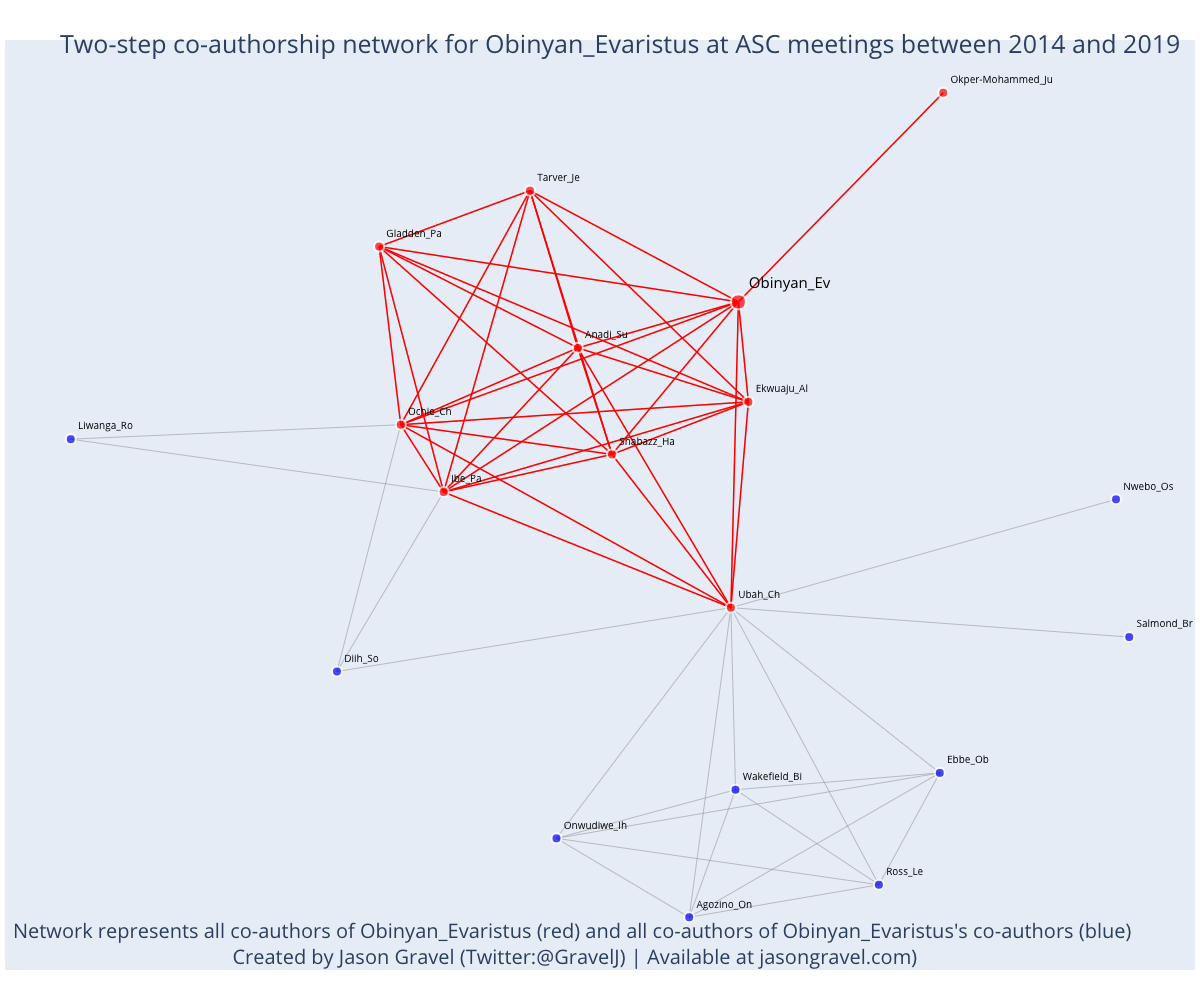 Two-step co-authorship network for Obinyan_Evaristus at ASC meetings between 2014 and 2019
Okper-Mohammed_Ju
Tarver_Je
Gladden_Pa
Obinyan_Ev
Anadi_Su
Ekwuaju_Al
Ochie_Ch
Liwanga_Ro
Shabazz_Ha
Ibe_Pa
Nwebo_Os
Ubah_Ch
Salmond_Br
Diih_So
Ebbe_Ob
Wakefield_Bi
Onwudiwe_Ih
Ross_Le
Agozino_On
Network represents all co-authors of Obinyan_Evaristus (red) and all co-authors of Obinyan_Evaristus's co-authors (blue)
Created by Jason Gravel (Twitter:@GravelJ) | Available at jasongravel.com)